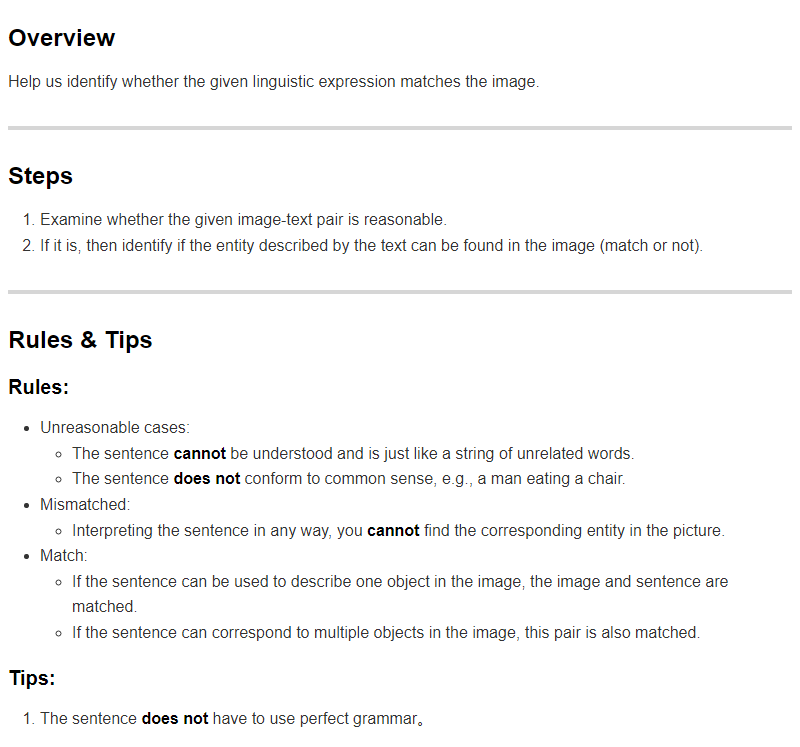 Overview
Help us identify whether the given linguistic expression matches the image.
Steps
1. Examine whether the given image-text pair is reasonable.
2. If it is, then identify if the entity described by the text can be found in the image (match or not).
Rules & Tips
Rules:
• Unreasonable cases:
◦ The sentence cannot be understood and is just like a string of unrelated words.
◦ The sentence does not conform to common sense, e.g., a man eating a chair.
• Mismatched:
◦ Interpreting the sentence in any way, you cannot find the corresponding entity in the picture.
• Match:
◦ If the sentence can be used to describe one object in the image, the image and sentence are
matched.
◦ If the sentence can correspond to multiple objects in the image, this pair is also matched.
Tips:
1. The sentence does not have to use perfect grammar。